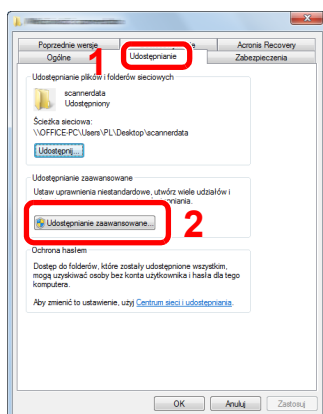 Poprzednie wersje
Acronis Recovery
Ogólne
1
Udostępnianie
Zabezpieczenia
Udostępnianie plików i folderów sieciowych
scannerdata
Udostępniony
Ścieżka sieciowa:
\\OFFICE-PC\Users\PL\Desktop\scannerdata
Udostępnij...
Udostępnianie zaawansowane
Ustaw uprawnienia niestandardowe, utwórz wiele udziałów i
Udostępnianie zaawansowane...
2
Ochrona hasłem
Dostęp do folderów, które zostały udostępnione wszystkim,
mogą uzyskiwać osoby bez konta użytkownika i hasła dla tego
komputera.
Aby zmienić to ustawienie, użyj Centrum sieci i udostępniania.
OK
Anuluj
Zastosuj